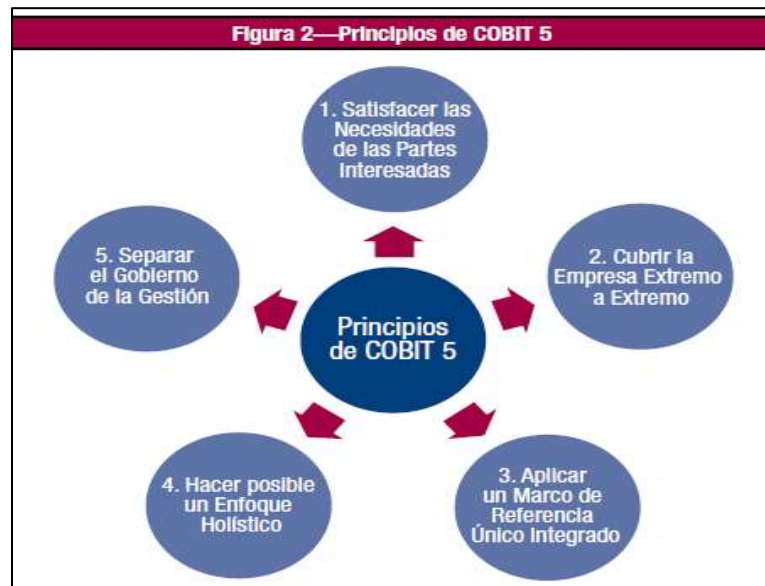 Figura 2—Principios de COBIT 5
1. Satisfacer las
Necesidades
de las Partes
Interesadas
2. Cubrir la
Empresa Extremo
a Extremo
3. Aplicar
un Marco de
Referencia
Único Integrado
4. Hacer posible
un Enfoque
Holístico
5. Separar
el Gobierno
de la Gestión
Principios
de COBIT 5